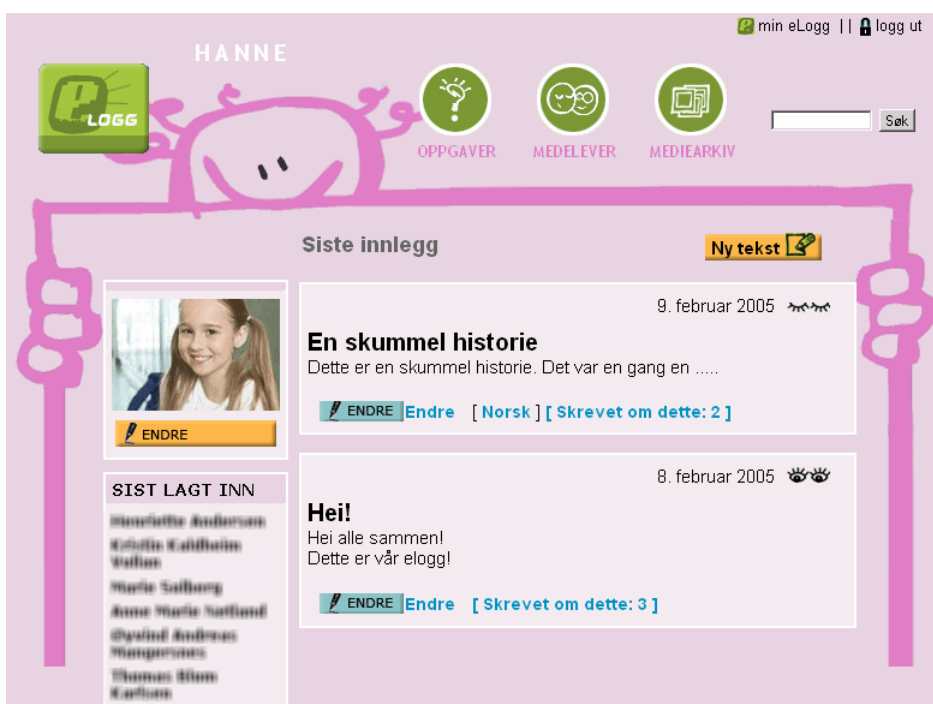 min eLogg || logg ut
HANNE
e
LOGG
OPPGAVER MEDELEVER MEDIEARKIV
Søk
Siste innlegg
Ny tekst
9. februar 2005
En skummel historie
Dette er en skummel historie. Det var en gang en .....
ENDRE Endre [ Norsk ] [ Skrevet om dette: 2 ]
ENDRE
SIST LAGT INN
8. februar 2005
Hei!
Hei alle sammen!
Dette er vår elogg!
ENDRE Endre [ Skrevet om dette: 3 ]